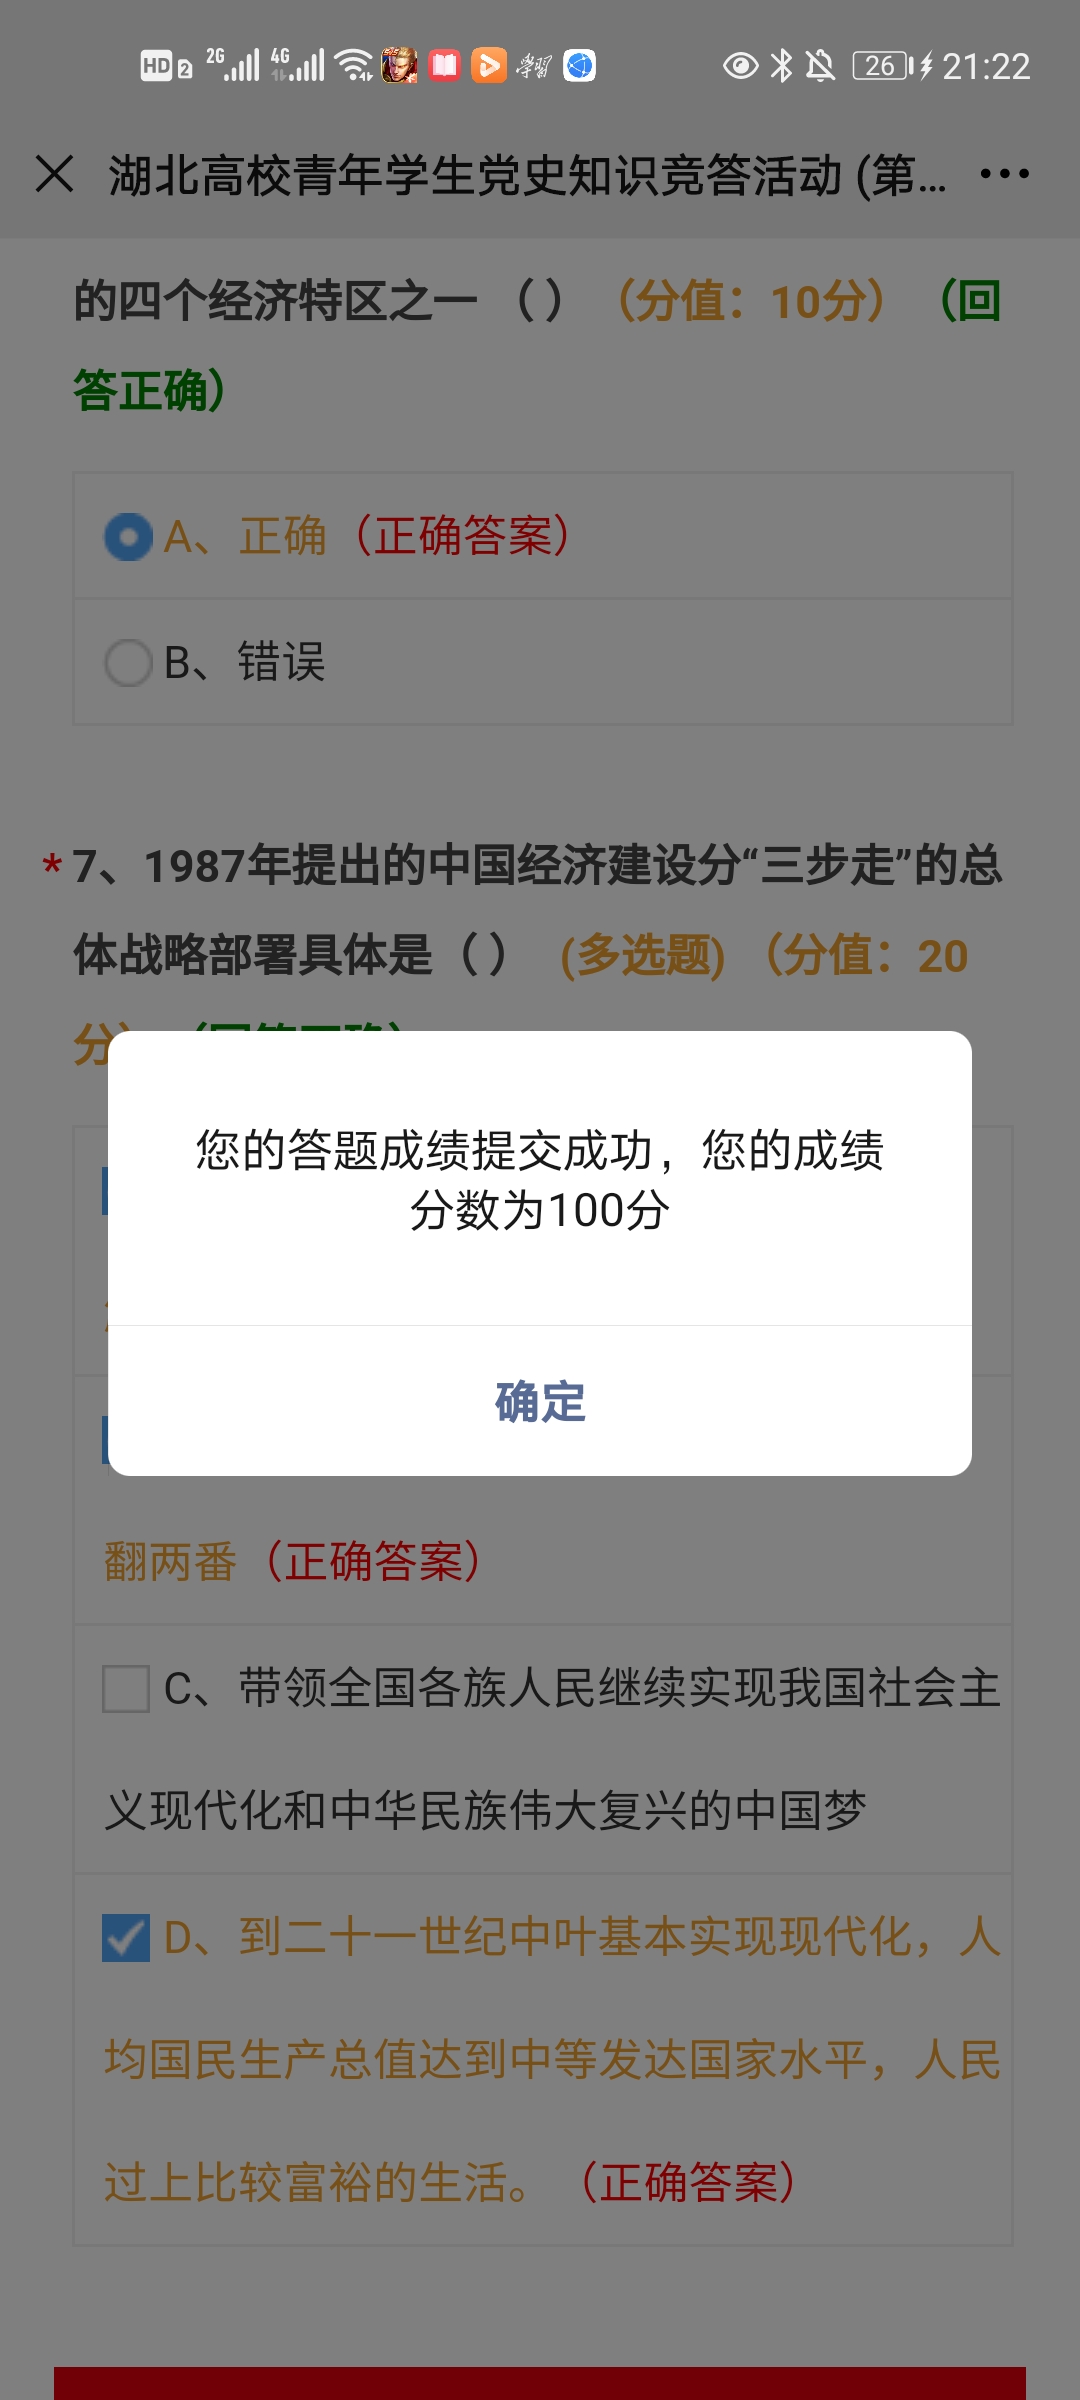 HD 2 2G 4G 学習 26 21:22
湖北高校青年学生党史知识竞答活动 (第...
的四个经济特区之一 （ ） （分值：10分） （回
答正确）
A、正确（正确答案）
B、错误
*7、1987年提出的中国经济建设分“三步走”的总
体战略部署具体是（ ） (多选题) （分值：20
您的答题成绩提交成功，您的成绩
分数为100分
确定
翻两番（正确答案）
C、带领全国各族人民继续实现我国社会主
义现代化和中华民族伟大复兴的中国梦
D、到二十一世纪中叶基本实现现代化，人
均国民生产总值达到中等发达国家水平，人民
过上比较富裕的生活。（正确答案）